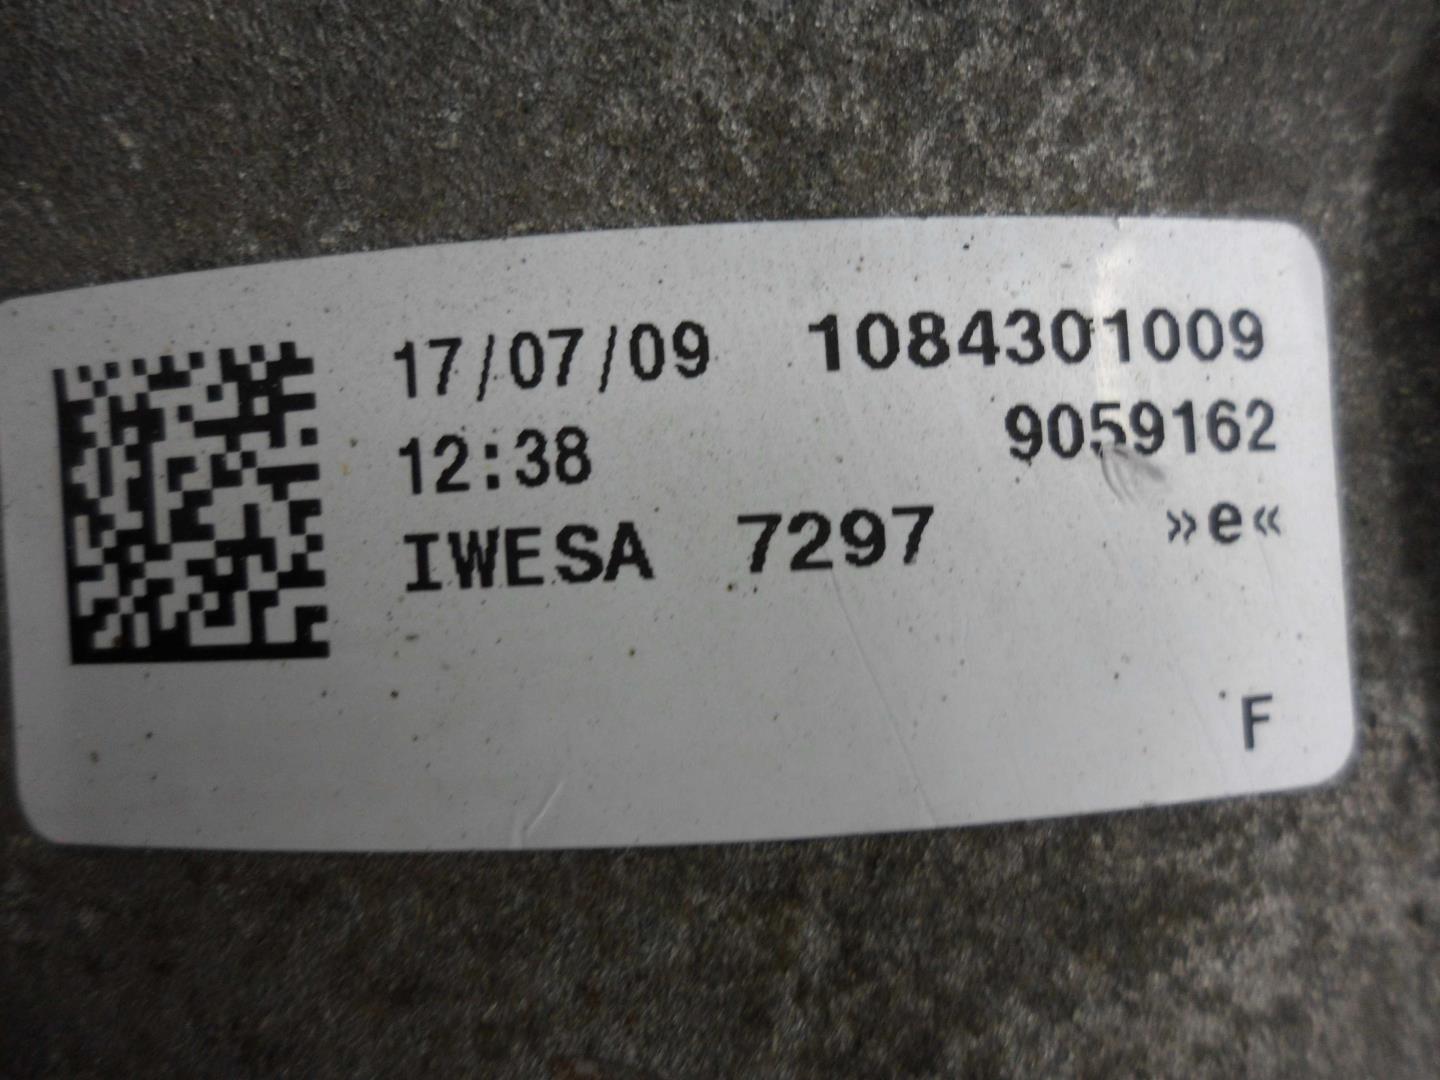 17/07/09 1084301009
12:38 9059162
IWESA 7297 »e«
F